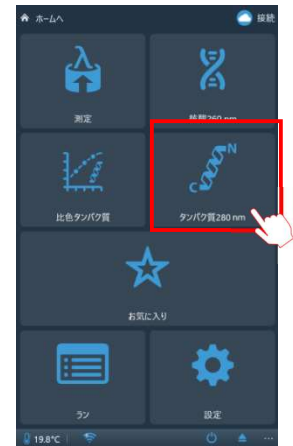 ホームへ
接続
λ
測定
核酸260 nm
比色タンパク質
N
C
タンパク質280 nm
お気に入り
ラン
設定
19.8°C